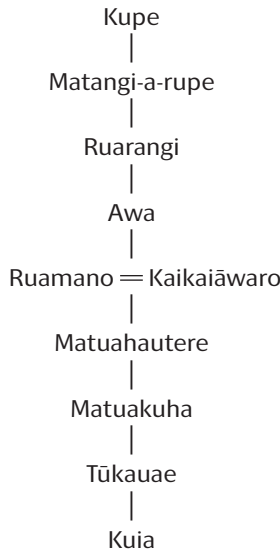 Kupe
Matangi-a-rupe
Ruarangi
Awa
Ruamano = Kaikaiāwaro
Matuahautere
Matuakuha
Tūkauae
Kuia